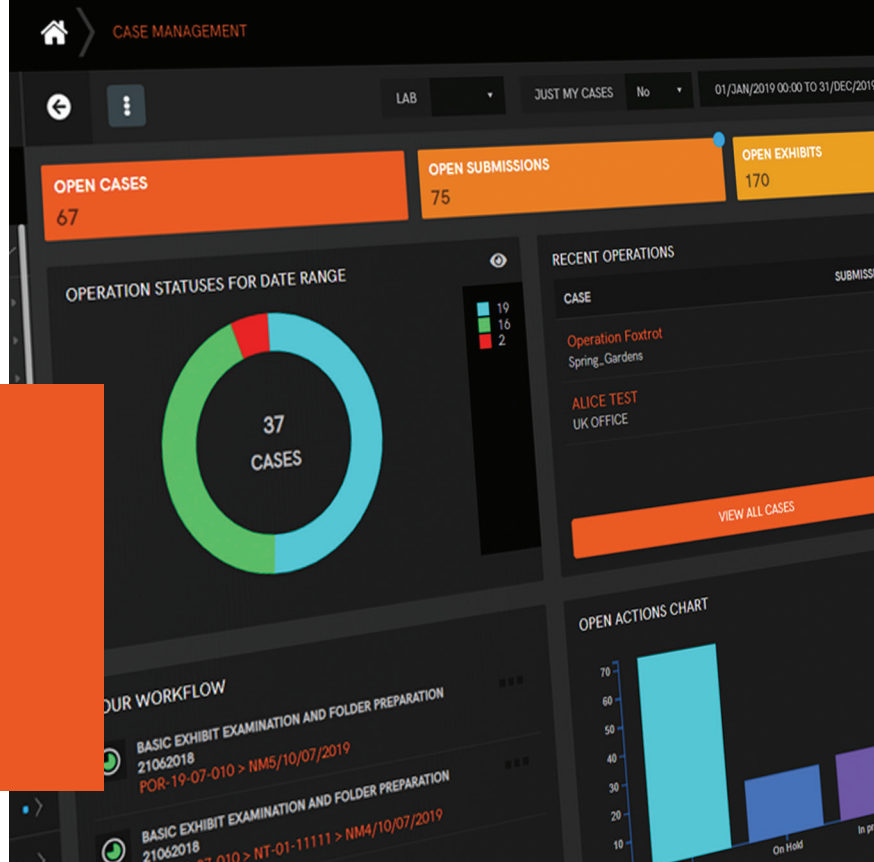 CASE MANAGEMENT
LAB
JUST MY CASES No
01/JAN/2019 00:00 TO 31/DEC/2019
OPEN CASES
67
OPEN SUBMISSIONS
75
OPEN EXHIBITS
170
OPERATION STATUSES FOR DATE RANGE
19
16
2
37
CASES
RECENT OPERATIONS
CASE
Operation Foxtrot
Spring_Gardens
ALICE TEST
UK OFFICE
VIEW ALL CASES
WORKFLOW
BASIC EXHIBIT EXAMINATION AND FOLDER PREPARATION
21062018
POR-19-07-010 > NM5/10/07/2019
BASIC EXHIBIT EXAMINATION AND FOLDER PREPARATION
21062018
07-010 > NT-01-11111 > NM4/10/07/2019
OPEN ACTIONS CHART
70
60
50
40
30
20
10
On Hold
In